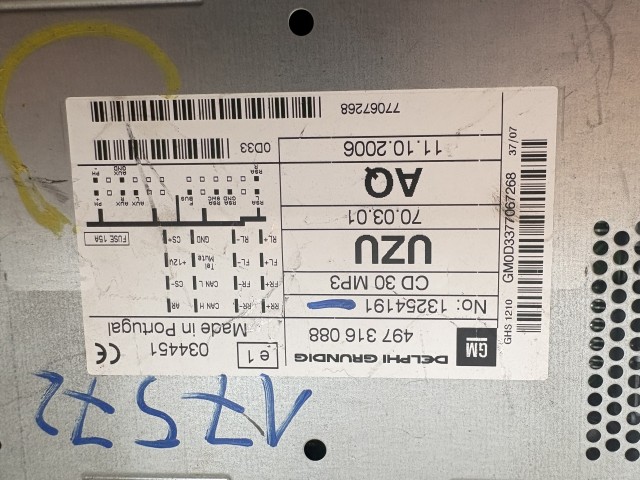 17572
GM
DELPHI GRUNDIG
497 316 088
No: 13254191
CD 30 MP3
UZU
70.03.01
AQ
11.10.2006
77067268
0D33
GHS 1210 GM0D3377067268 37/07
e1
034451
CE
Made in Portugal
RR+ RR- CAN H AR
FR+ FR- CAN L CS-
FL+ FL- Tel Mute +12V
RL+ RL- GND CS+
FUSE 15A